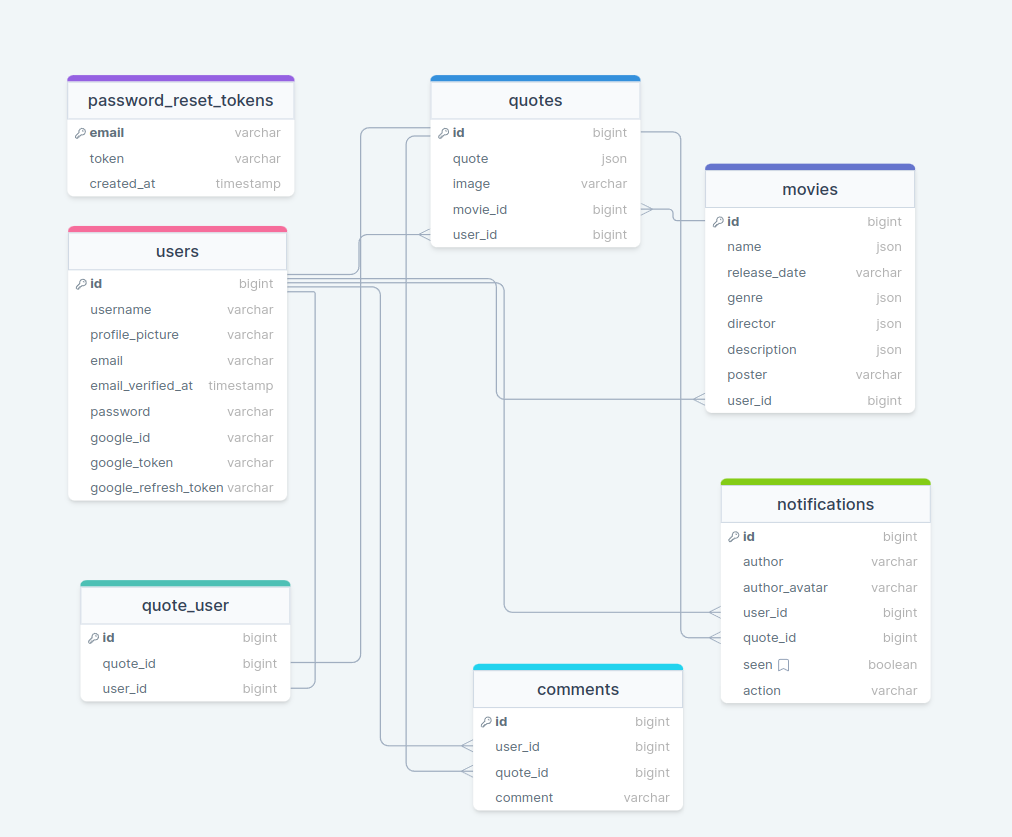 password_reset_tokens
email varchar
token varchar
created_at timestamp
users
id bigint
username varchar
profile_picture varchar
email varchar
email_verified_at timestamp
password varchar
google_id varchar
google_token varchar
google_refresh_token varchar
quote_user
id bigint
quote_id bigint
user_id bigint
quotes
id bigint
quote json
image varchar
movie_id bigint
user_id bigint
comments
id bigint
user_id bigint
quote_id bigint
comment varchar
movies
id bigint
name json
release_date varchar
genre json
director json
description json
poster varchar
user_id bigint
notifications
id bigint
author varchar
author_avatar varchar
user_id bigint
quote_id bigint
seen boolean
action varchar